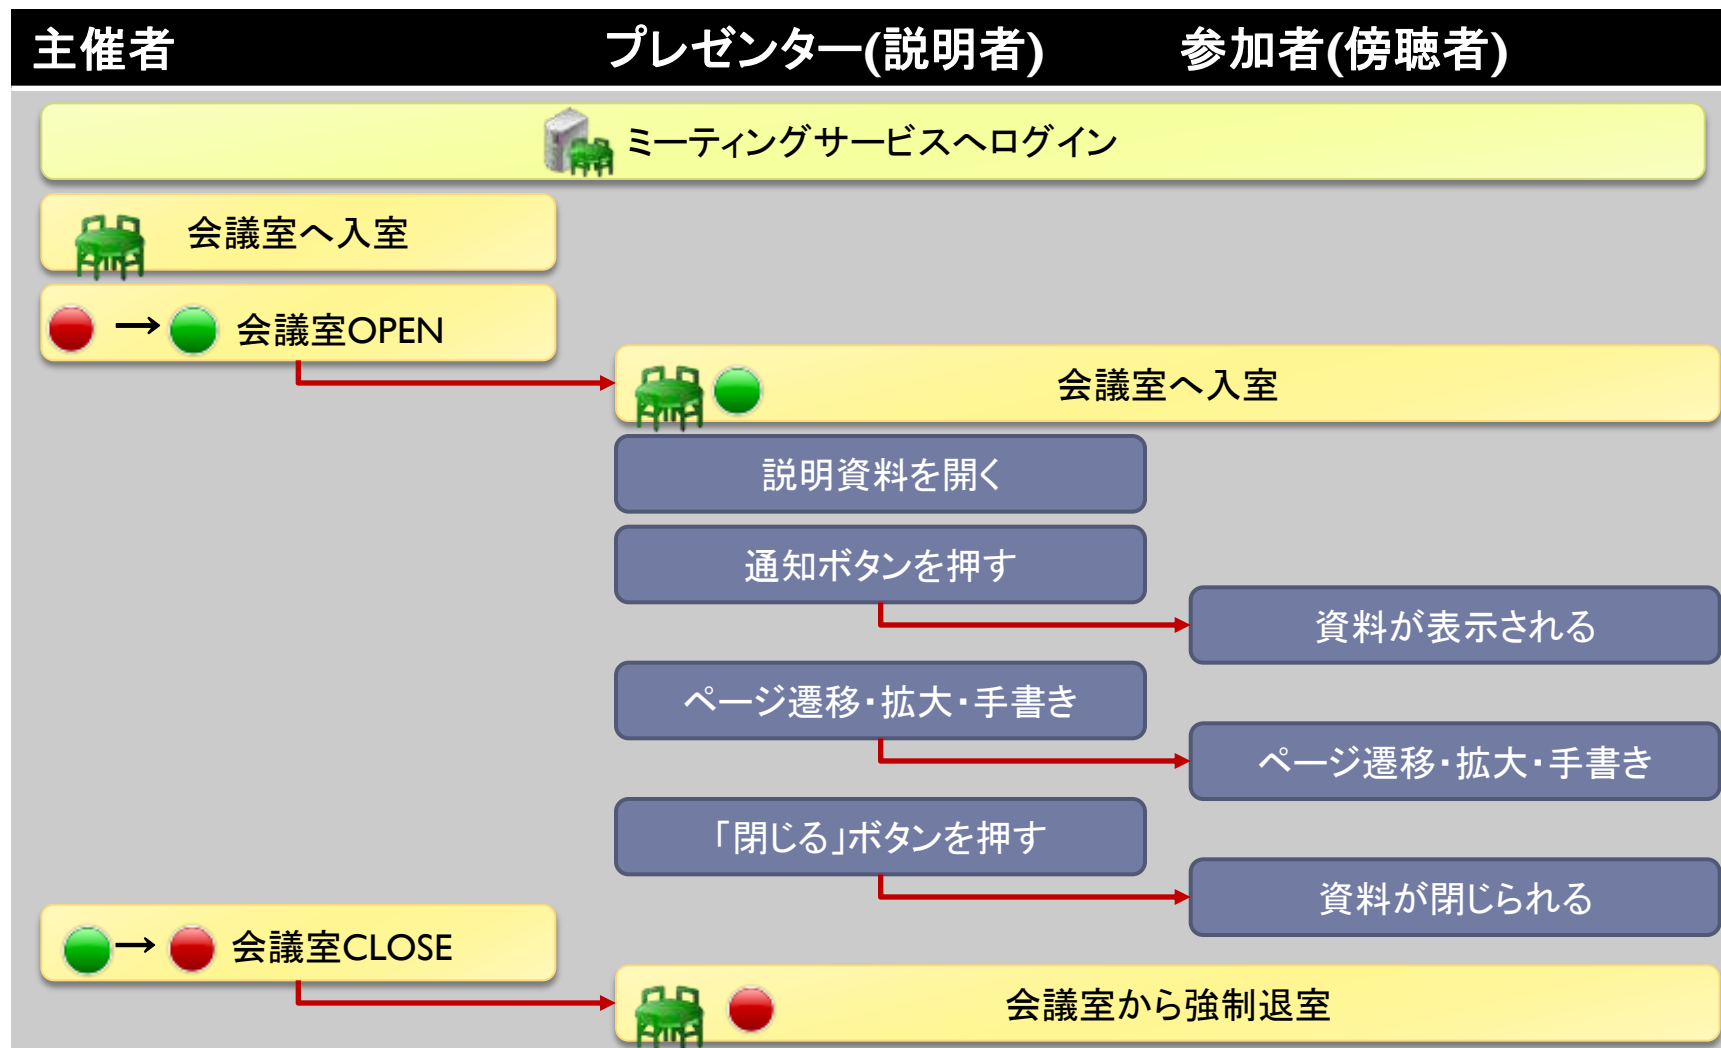 主催者 プレゼンター(説明者) 参加者(傍聴者)
ミーティングサービスへログイン
会議室へ入室
→ 会議室OPEN
会議室へ入室
説明資料を開く
通知ボタンを押す
資料が表示される
ページ遷移・拡大・手書き
ページ遷移・拡大・手書き
「閉じる」ボタンを押す
資料が閉じられる
→ 会議室CLOSE
会議室から強制退室